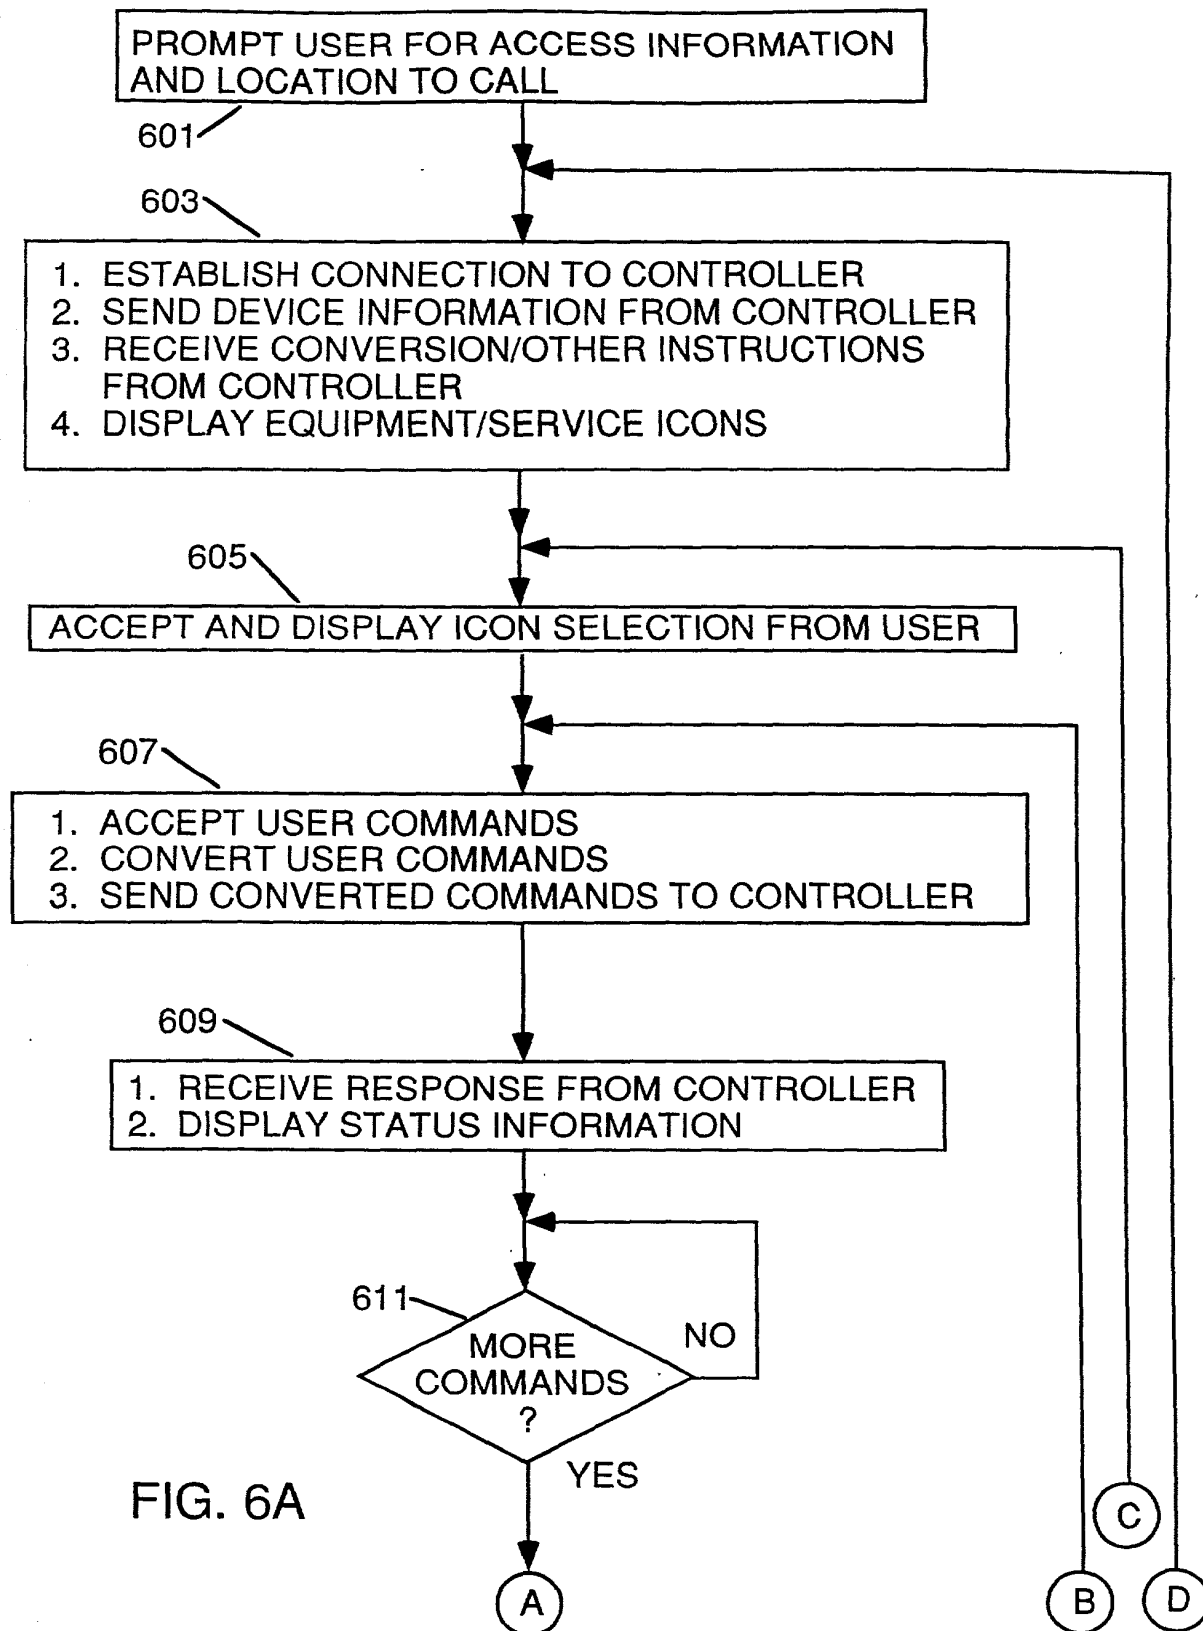 PROMPT USER FOR ACCESS INFORMATION
AND LOCATION TO CALL
601
603
1. ESTABLISH CONNECTION TO CONTROLLER
2. SEND DEVICE INFORMATION FROM CONTROLLER
3. RECEIVE CONVERSION/OTHER INSTRUCTIONS
FROM CONTROLLER
4. DISPLAY EQUIPMENT/SERVICE ICONS
605
ACCEPT AND DISPLAY ICON SELECTION FROM USER
607
1. ACCEPT USER COMMANDS
2. CONVERT USER COMMANDS
3. SEND CONVERTED COMMANDS TO CONTROLLER
609
1. RECEIVE RESPONSE FROM CONTROLLER
2. DISPLAY STATUS INFORMATION
611
MORE
COMMANDS
?
NO
YES
FIG. 6A
C
A
B
D